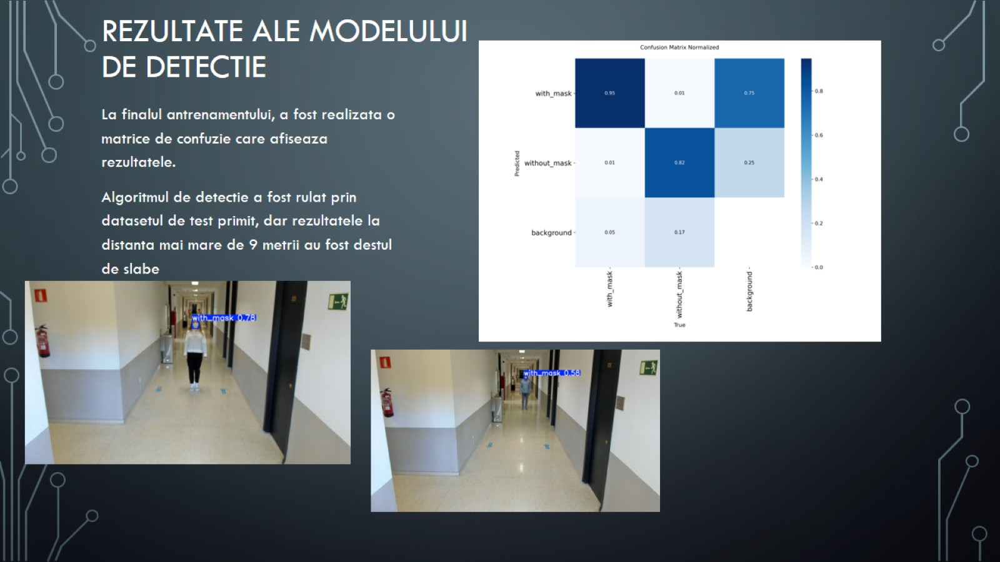 REZULTATE ALE MODELULUI
DE DETECTIE
La finalul antrenamentului, a fost realizata o
matrice de confuzie care afiseaza
rezultatele.
Algoritmul de detectie a fost rulat prin
datasetul de test primit, dar rezultatele la
distanta mai mare de 9 metrii au fost destul
de slabe
Confusion Matrix Normalized
with_mask
0.95
0.01
0.75
without_mask
0.01
0.82
0.25
background
0.05
0.17
Predicted
with_mask
without_mask
background
True
0.8
0.6
0.4
0.2
0.0
with_mask 0.78
with_mask 0.58